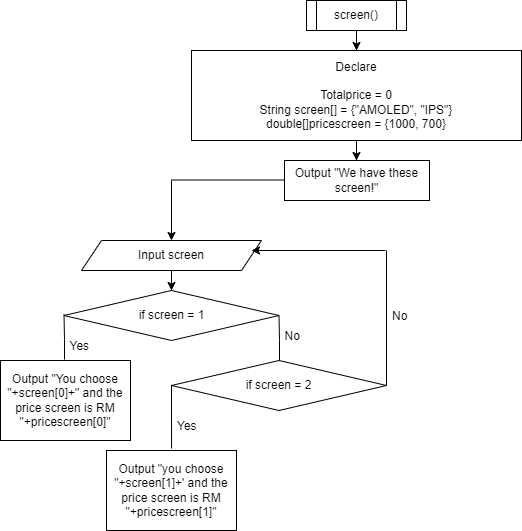 screen()
Declare
Totalprice = 0
String screen[] = {"AMOLED", "IPS"}
double[]pricescreen = {1000, 700}
Output "We have these
screen!"
Input screen
if screen = 1
Yes
No
No
Output "You choose
"+screen[0]+" and the
price screen is RM
"+pricescreen[0]"
if screen = 2
Yes
Output "you choose
"+screen[1]+' and the
price screen is RM
"+pricescreen[1]"